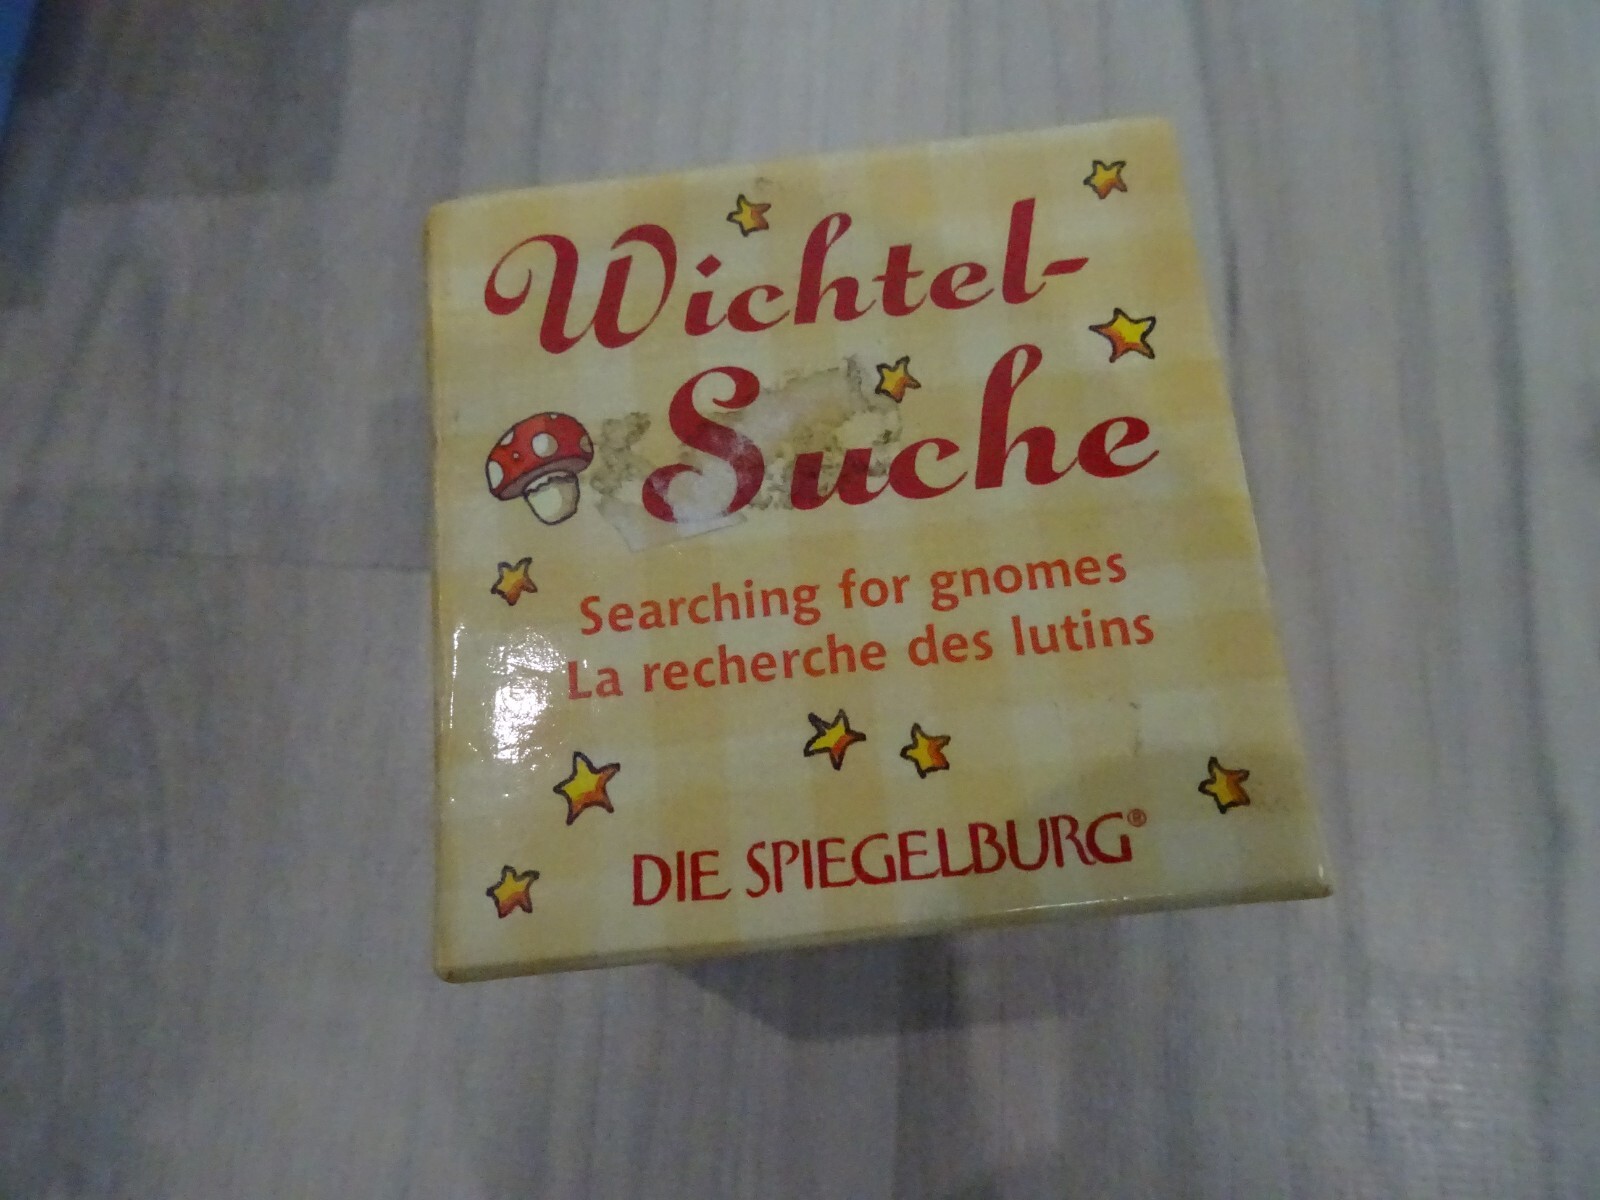 Wichtel-
Suche
Searching for gnomes
La recherche des lutins
DIE SPIEGELBURG®